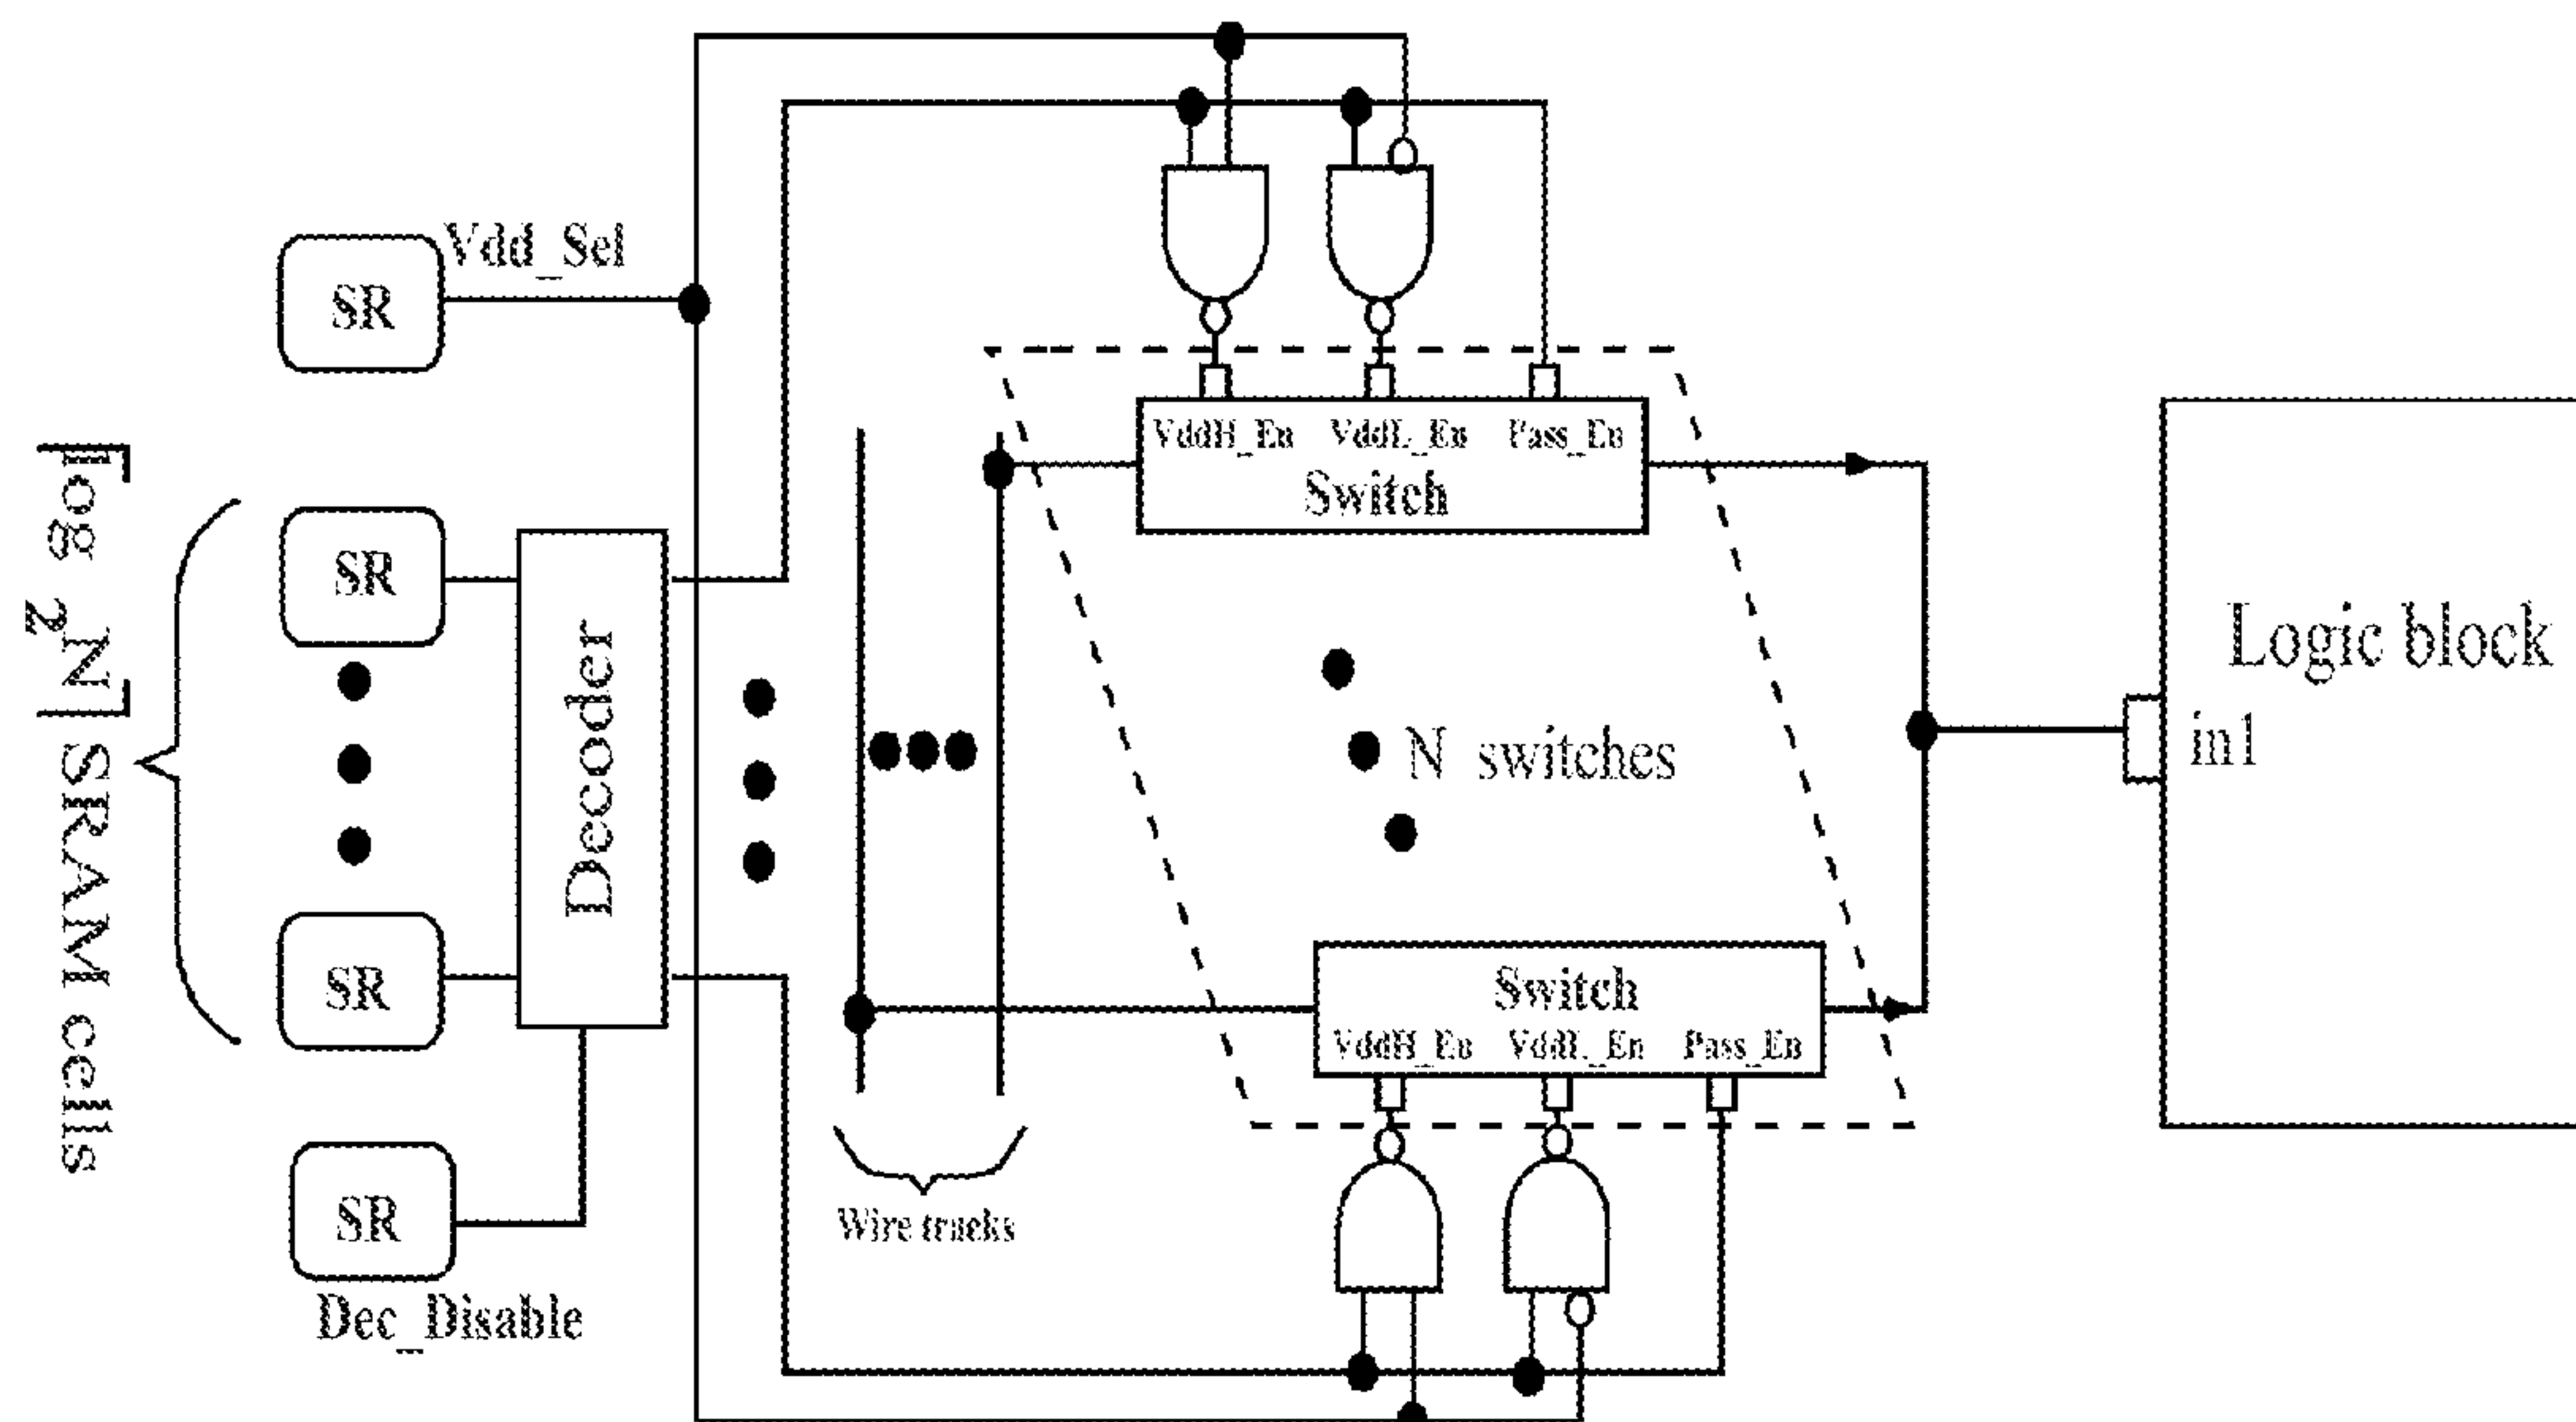 Vdd_Sel
SR
SR
SR
SR
Dec_Disable
⌈log₂ N⌉ SRAM cells
Decoder
Wire tracks
VddH_En VddL_En Pass_En
Switch
N switches
Switch
VddH_En VddL_En Pass_En
Logic block
in1